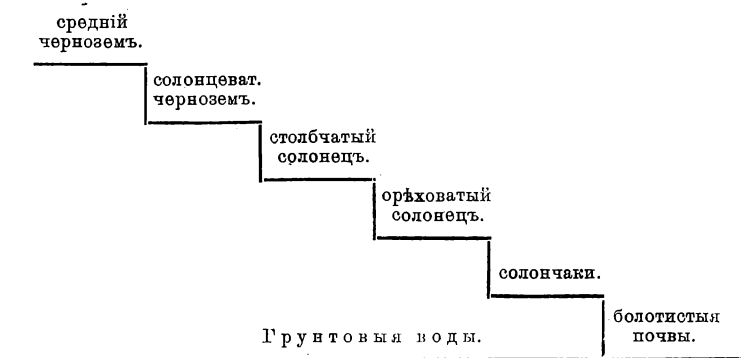 средній
черноземъ.
солонцеват.
черноземъ.
столбчатый
солонецъ.
орѣховатый
солонецъ.
солончаки.
болотистыя
почвы.
Грунтовыя воды.